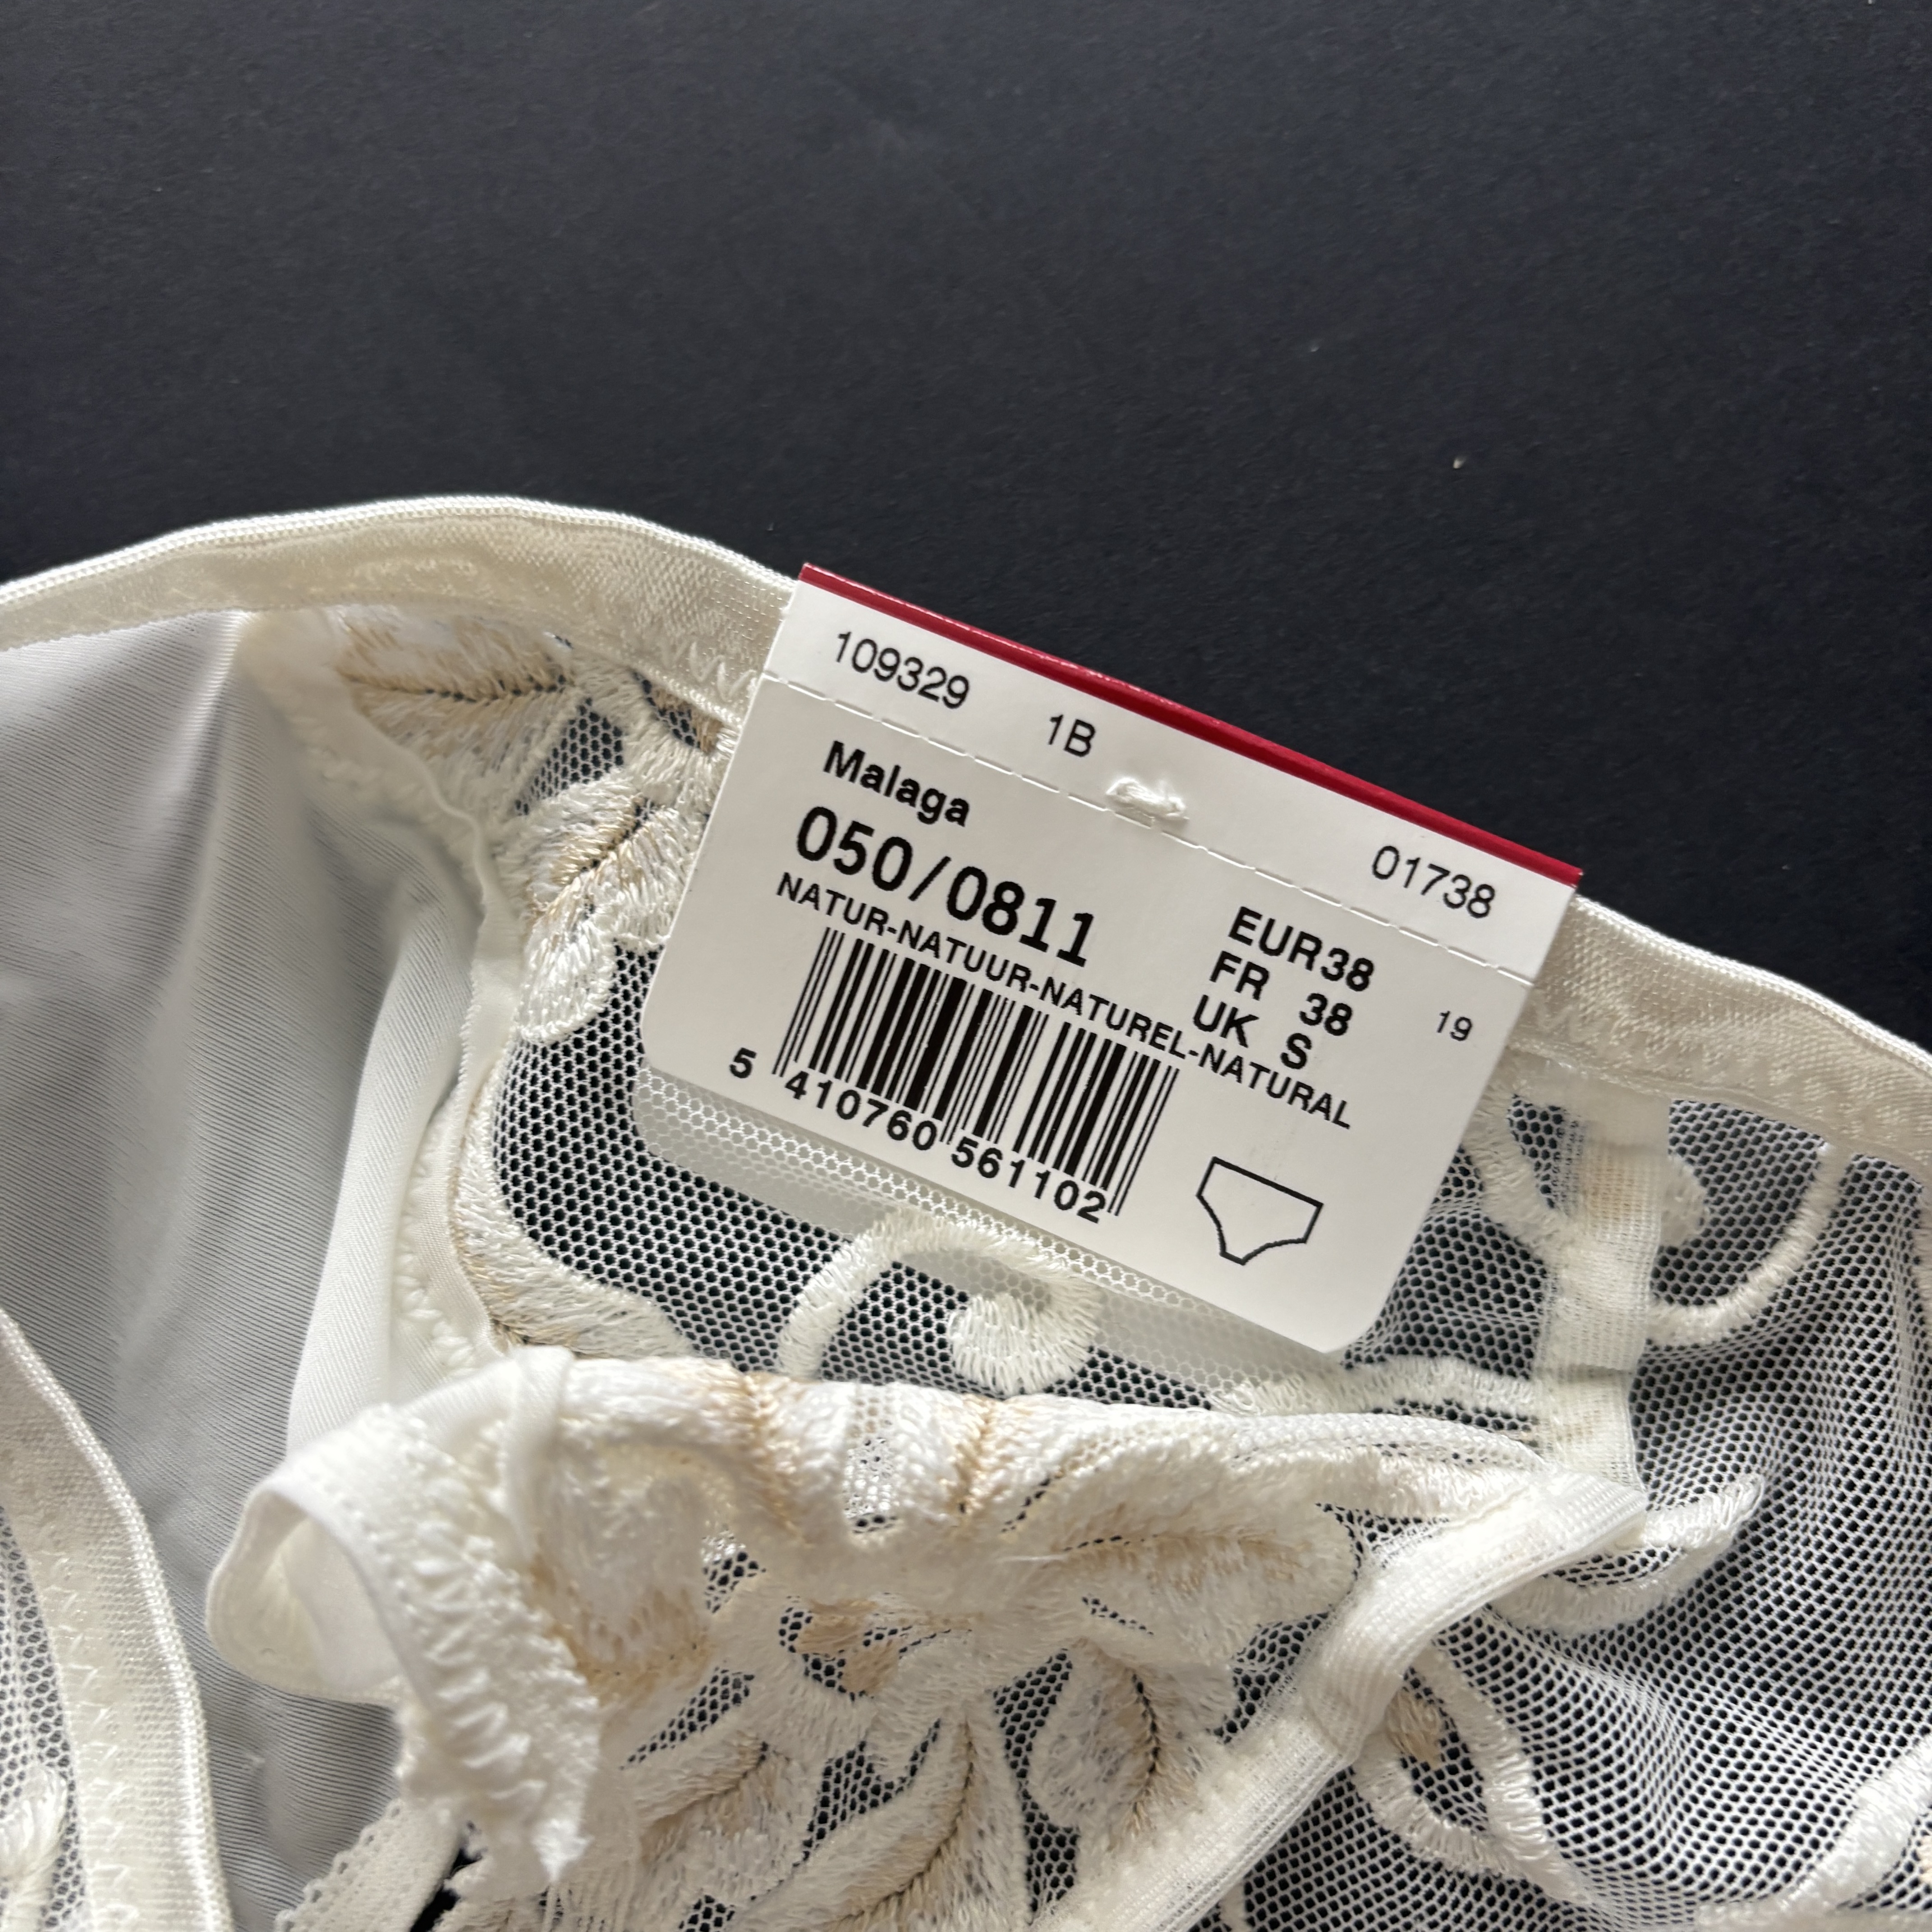 109329 1B 01738
Malaga
050/0811 EUR38
FR 38 19
UK S
NATUR-NATUUR-NATUREL-NATURAL
5 410760 561102